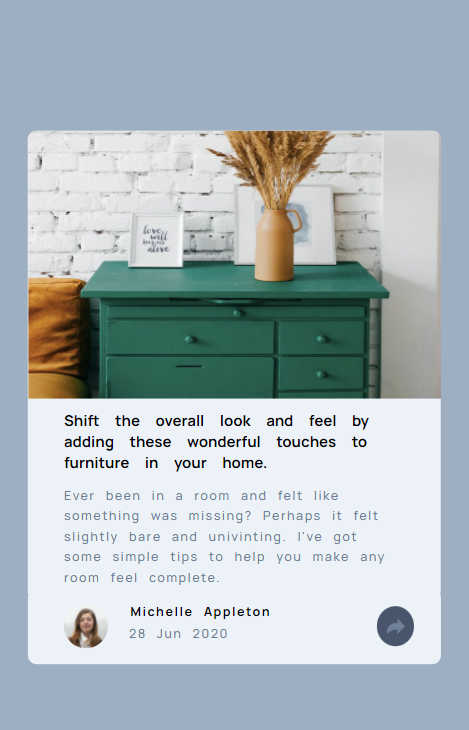 love
will
keep us
alive
Shift the overall look and feel by
adding these wonderful touches to
furniture in your home.
Ever been in a room and felt like
something was missing? Perhaps it felt
slightly bare and univinting. I've got
some simple tips to help you make any
room feel complete.
Michelle Appleton
28 Jun 2020